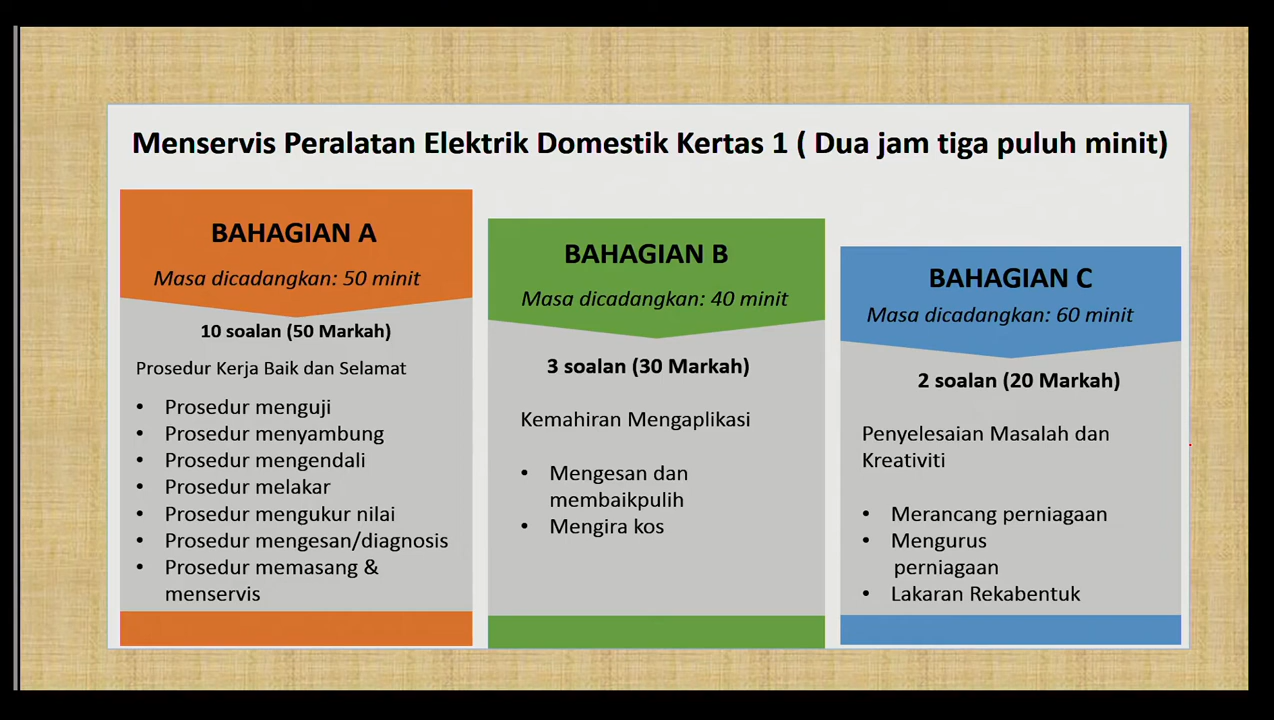 Menservis Peralatan Elektrik Domestik Kertas 1 ( Dua jam tiga puluh minit)
BAHAGIAN A
Masa dicadangkan: 50 minit
10 soalan (50 Markah)
Prosedur Kerja Baik dan Selamat
• Prosedur menguji
• Prosedur menyambung
• Prosedur mengendali
• Prosedur melakar
• Prosedur mengukur nilai
• Prosedur mengesan/diagnosis
• Prosedur memasang &
menservis
BAHAGIAN B
Masa dicadangkan: 40 minit
3 soalan (30 Markah)
Kemahiran Mengaplikasi
• Mengesan dan
membaikpulih
• Mengira kos
BAHAGIAN C
Masa dicadangkan: 60 minit
2 soalan (20 Markah)
Penyelesaian Masalah dan
Kreativiti
• Merancang perniagaan
• Mengurus
perniagaan
• Lakaran Rekabentuk